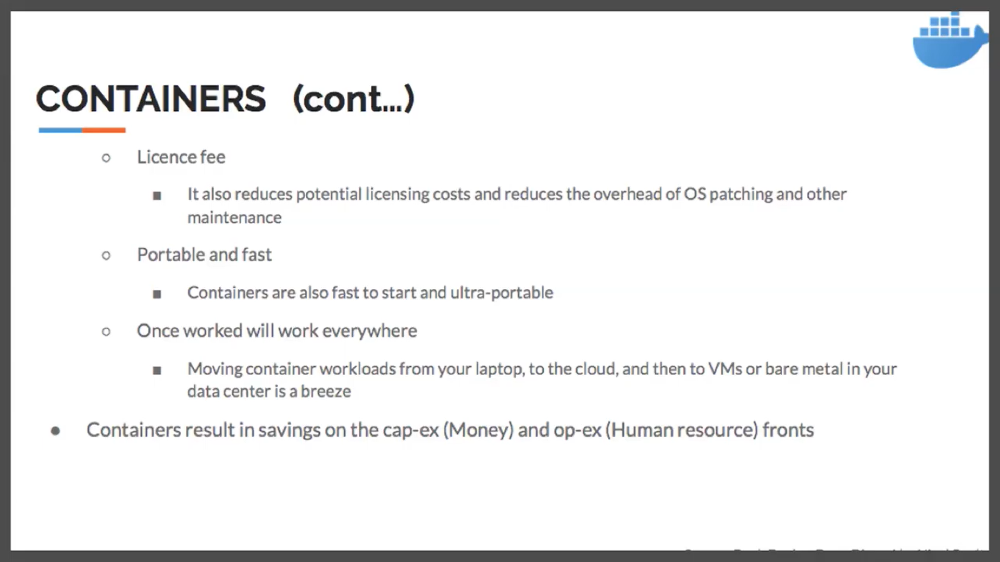 CONTAINERS (cont...)
○ Licence fee
■ It also reduces potential licensing costs and reduces the overhead of OS patching and other
maintenance
○ Portable and fast
■ Containers are also fast to start and ultra-portable
○ Once worked will work everywhere
■ Moving container workloads from your laptop, to the cloud, and then to VMs or bare metal in your
data center is a breeze
● Containers result in savings on the cap-ex (Money) and op-ex (Human resource) fronts